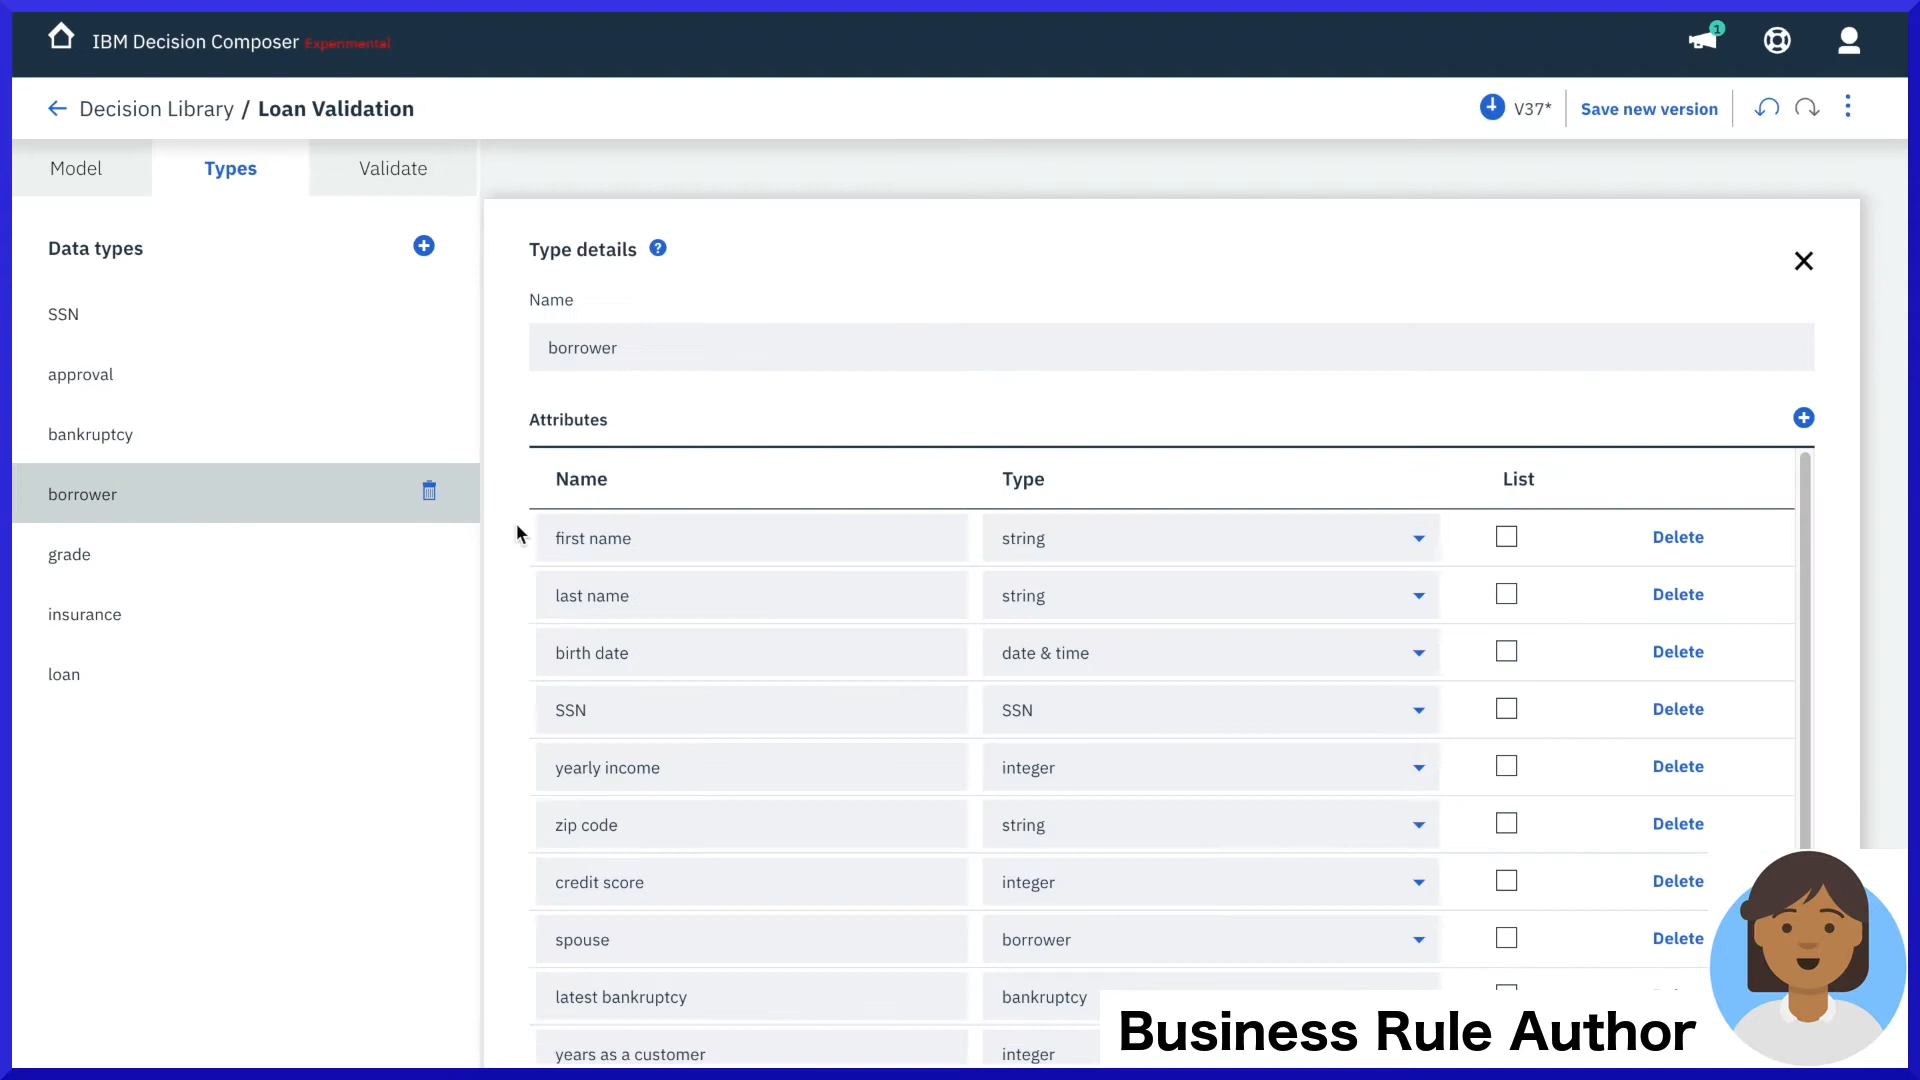 IBM Decision Composer Experimental
1
Decision Library / Loan Validation
V37*
Save new version
Model
Types
Validate
Data types
SSN
approval
bankruptcy
borrower
grade
insurance
loan
Type details ?
Name
borrower
Attributes
Name Type List
first name string Delete
last name string Delete
birth date date & time Delete
SSN SSN Delete
yearly income integer Delete
zip code string Delete
credit score integer Delete
spouse borrower Delete
latest bankruptcy bankruptcy
years as a customer integer
Business Rule Author